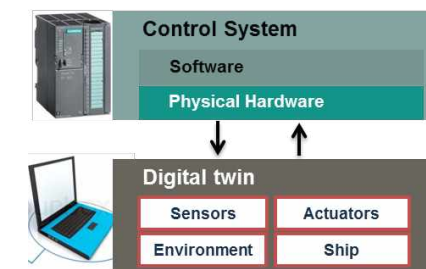 Control System
Software
Physical Hardware
Digital twin
Sensors
Actuators
Environment
Ship